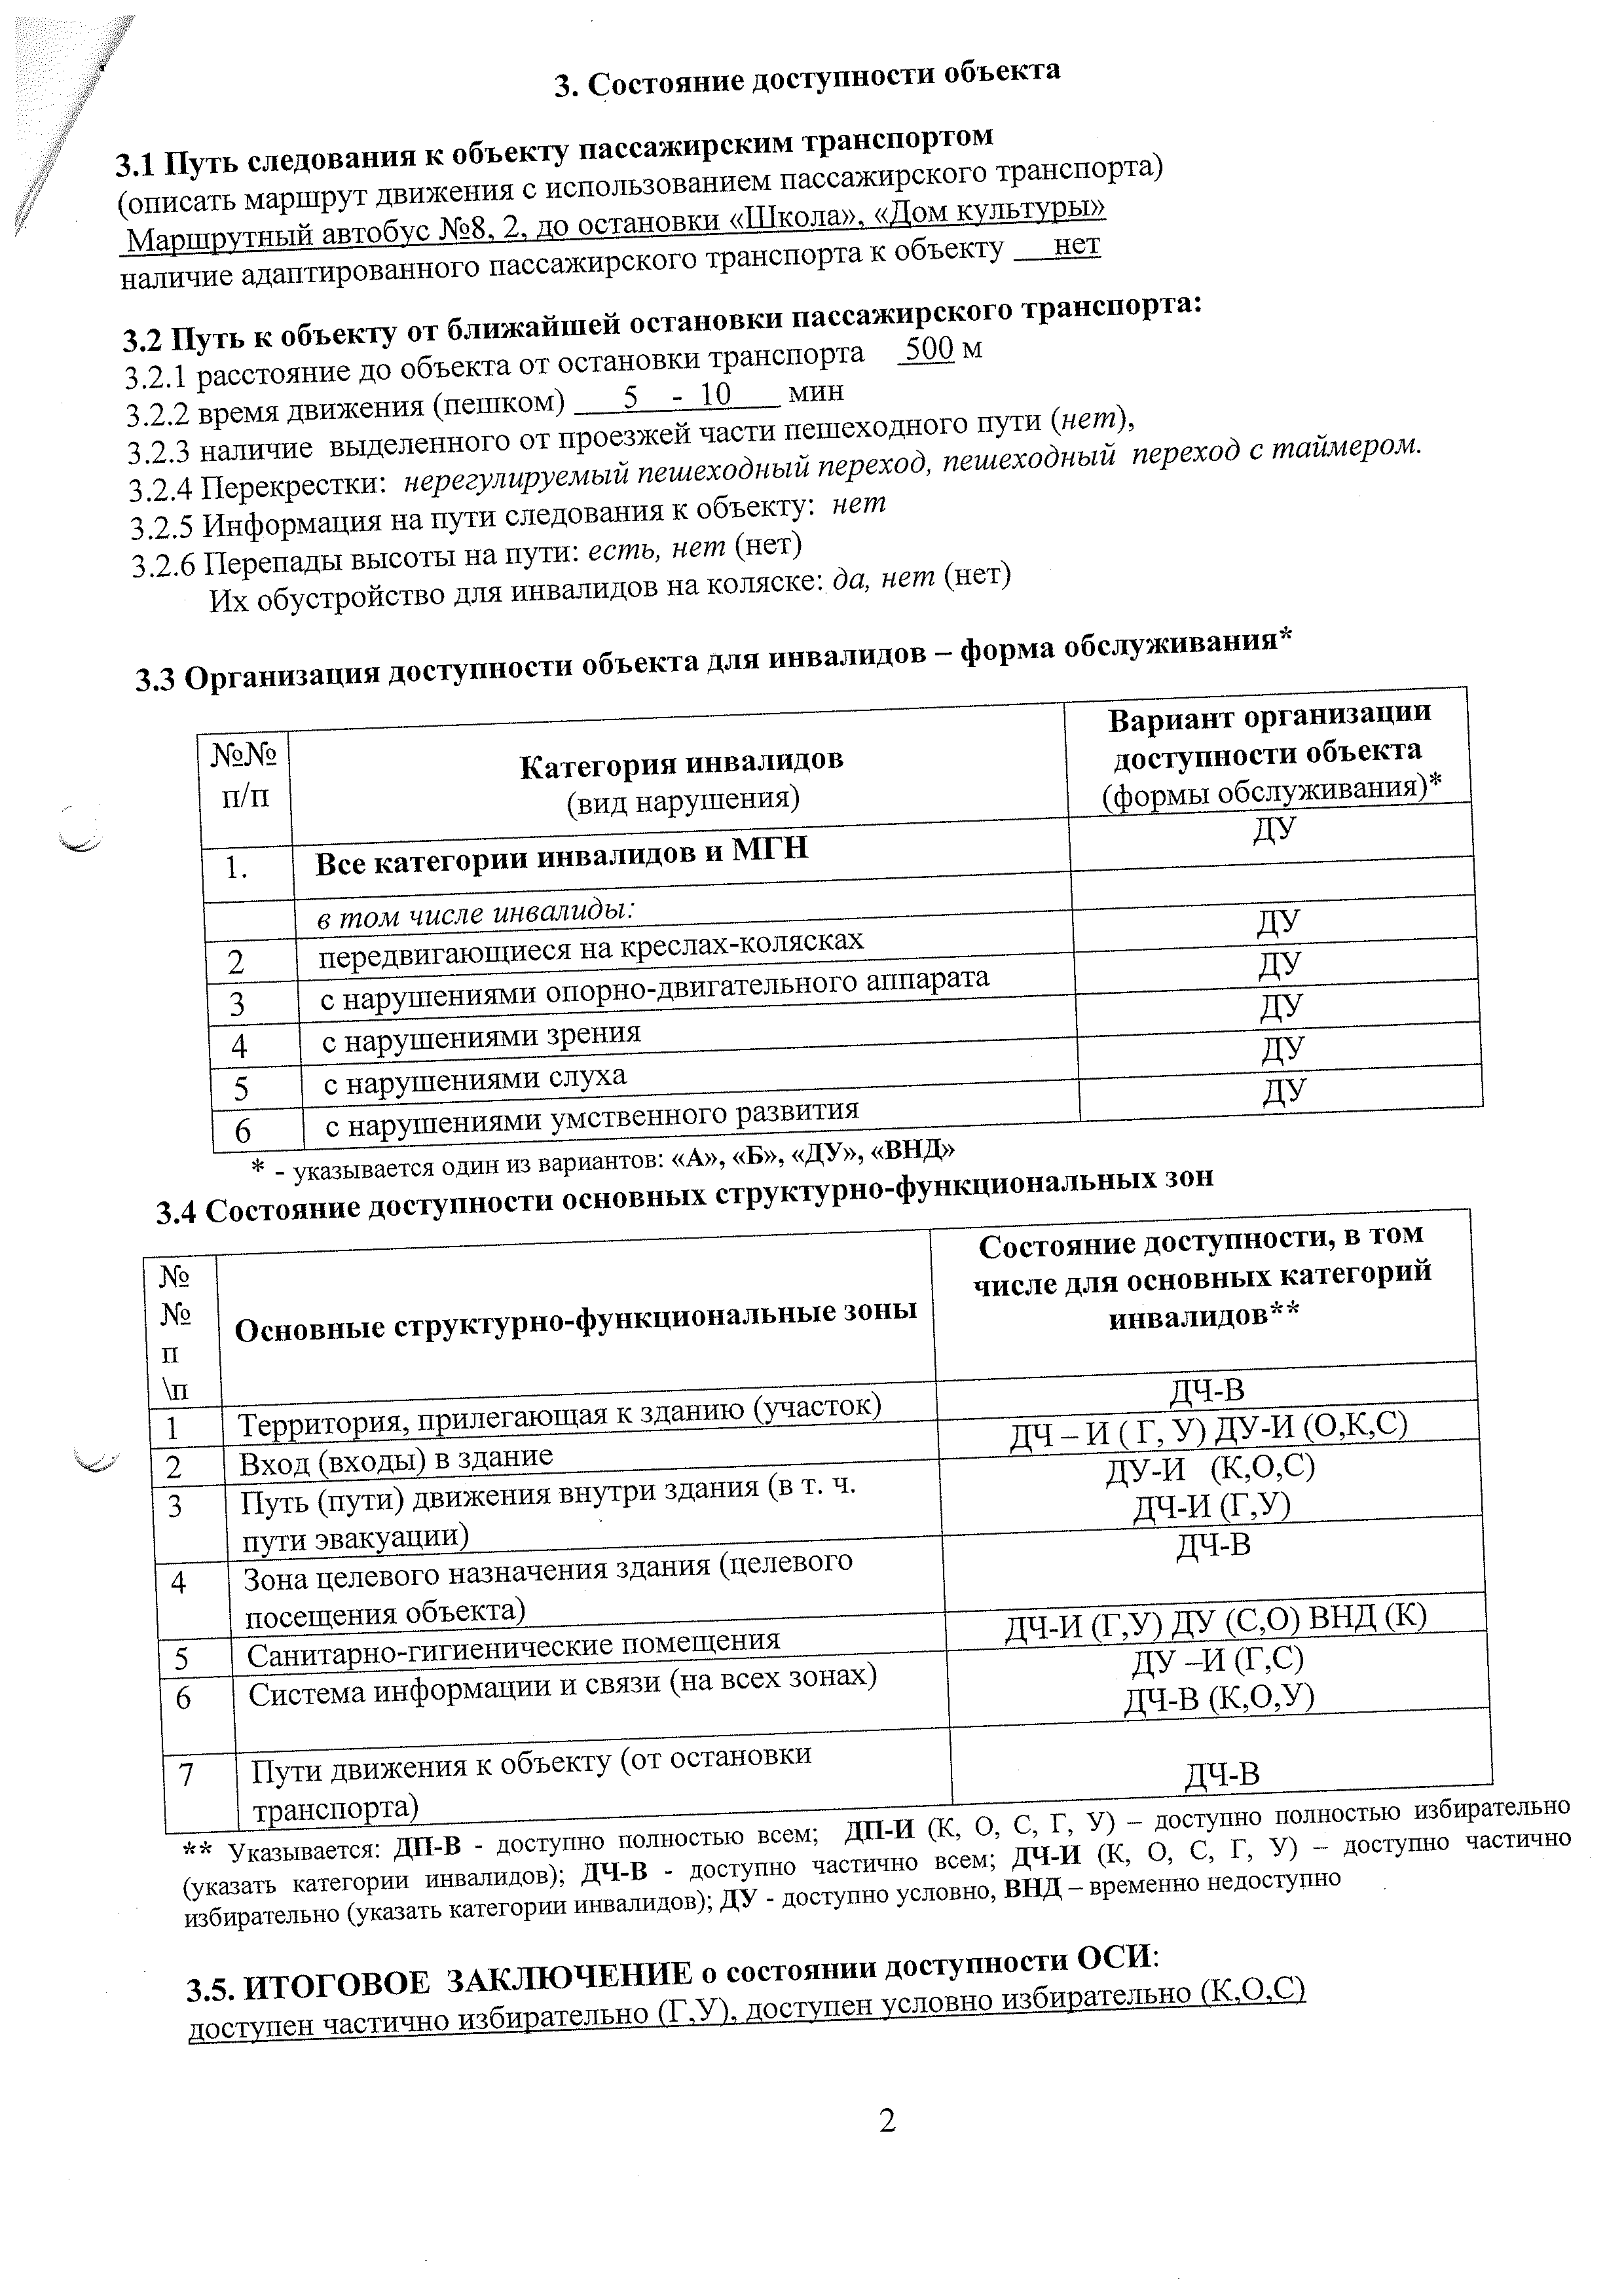 3. Состояние доступности объекта
3.1 Путь следования к объекту пассажирским транспортом
(описать маршрут движения с использованием пассажирского транспорта)
Маршрутный автобус №8, 2, до остановки «Школа», «Дом культуры»
наличие адаптированного пассажирского транспорта к объекту ___нет
3.2 Путь к объекту от ближайшей остановки пассажирского транспорта:
3.2.1 расстояние до объекта от остановки транспорта 500 м
3.2.2 время движения (пешком) ___5 - 10___ мин
3.2.3 наличие выделенного от проезжей части пешеходного пути (нет),
3.2.4 Перекрестки: нерегулируемый пешеходный переход, пешеходный переход с таймером.
3.2.5 Информация на пути следования к объекту: нет
3.2.6 Перепады высоты на пути: есть, нет (нет)
Их обустройство для инвалидов на коляске: да, нет (нет)
3.3 Организация доступности объекта для инвалидов – форма обслуживания*
№№
п/п
Категория инвалидов
(вид нарушения)
Вариант организации
доступности объекта
(формы обслуживания)*
1. Все категории инвалидов и МГН ДУ
в том числе инвалиды:
2 передвигающиеся на креслах-колясках ДУ
3 с нарушениями опорно-двигательного аппарата ДУ
4 с нарушениями зрения ДУ
5 с нарушениями слуха ДУ
6 с нарушениями умственного развития ДУ
* - указывается один из вариантов: «А», «Б», «ДУ», «ВНД»
3.4 Состояние доступности основных структурно-функциональных зон
№
№
п
\п
Основные структурно-функциональные зоны
Состояние доступности, в том
числе для основных категорий
инвалидов**
1 Территория, прилегающая к зданию (участок) ДЧ-В
2 Вход (входы) в здание ДЧ – И ( Г, У) ДУ-И (О,К,С)
3 Путь (пути) движения внутри здания (в т. ч. ДУ-И (К,О,С)
пути эвакуации) ДЧ-И (Г,У)
4 Зона целевого назначения здания (целевого ДЧ-В
посещения объекта)
5 Санитарно-гигиенические помещения ДЧ-И (Г,У) ДУ (С,О) ВНД (К)
6 Система информации и связи (на всех зонах) ДУ –И (Г,С)
ДЧ-В (К,О,У)
7 Пути движения к объекту (от остановки
транспорта) ДЧ-В
** Указывается: ДП-В - доступно полностью всем; ДП-И (К, О, С, Г, У) – доступно полностью избирательно
(указать категории инвалидов); ДЧ-В - доступно частично всем; ДЧ-И (К, О, С, Г, У) – доступно частично
избирательно (указать категории инвалидов); ДУ - доступно условно, ВНД – временно недоступно
3.5. ИТОГОВОЕ ЗАКЛЮЧЕНИЕ о состоянии доступности ОСИ:
доступен частично избирательно (Г,У), доступен условно избирательно (К,О,С)
2